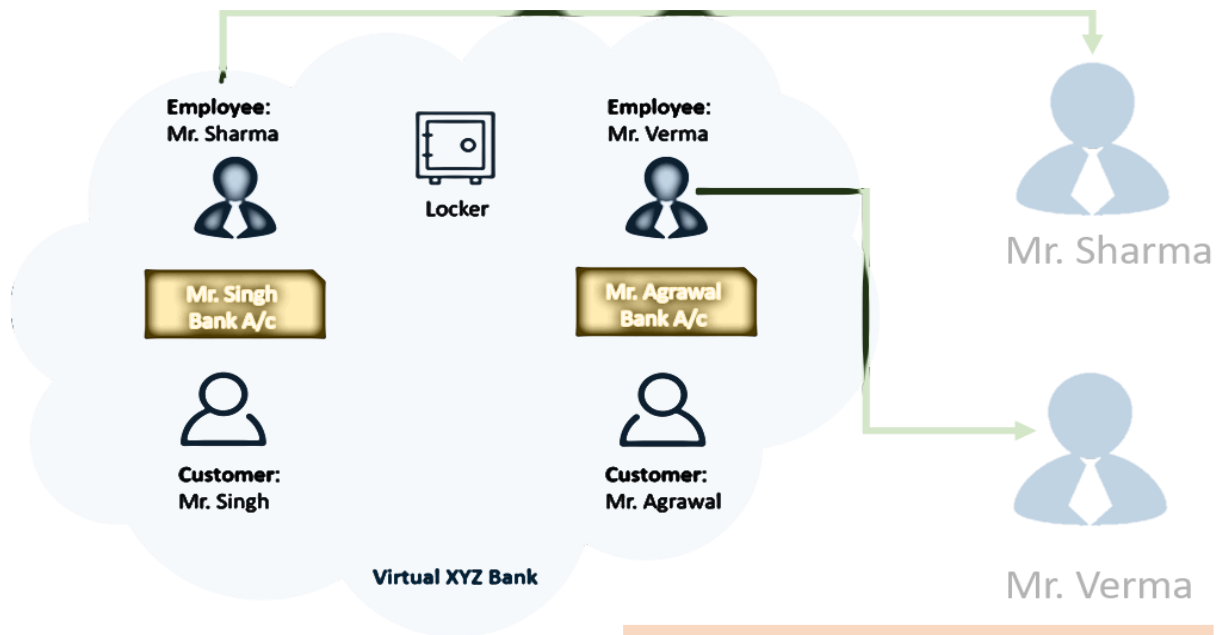 Employee:
Mr. Sharma
Locker
Employee:
Mr. Verma
Mr. Sharma
Mr. Singh
Bank A/c
Mr. Agrawal
Bank A/c
Customer:
Mr. Singh
Customer:
Mr. Agrawal
Virtual XYZ Bank
Mr. Verma